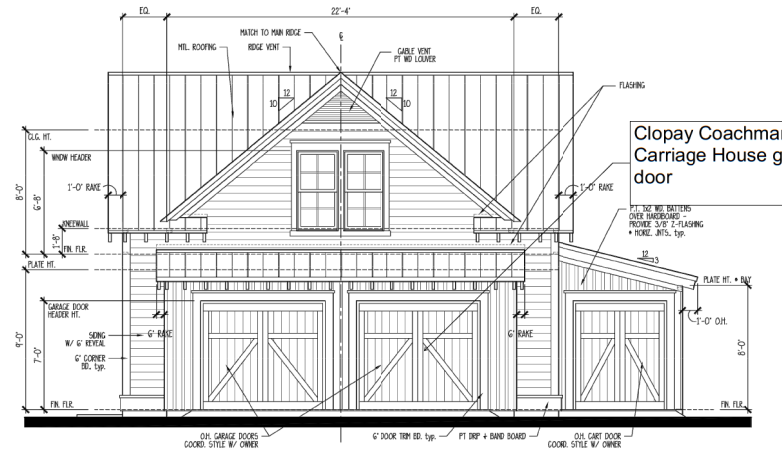 EQ.
22'-4"
EQ.
MATCH TO MAIN RIDGE
MTL. ROOFING
RIDGE VENT
GABLE VENT
PT WD LOUVER
12
10
12
10
FLASHING
Clopay Coachman
Carriage House g
door
CLG. HT.
WNDW HEADER
8'-0"
6'-8"
1'-0" RAKE
1'-0" RAKE
P.T. 1x2 WD. BATTENS
OVER HARDBOARD -
PROVIDE 3/8" Z-FLASHING
• HORIZ. JNTS., typ.
KNEEWALL
1'-8"
FIN. FLR.
PLATE HT.
12
3
PLATE HT. • BAY
GARAGE DOOR
HEADER HT.
1'-0" O.H.
SIDING
W/ 6" REVEAL
6" RAKE
6" RAKE
9'-0"
7'-0"
8'-0"
6" CORNER
BD. typ.
FIN. FLR.
FIN. FLR.
O.H. GARAGE DOORS
COORD. STYLE W/ OWNER
6" DOOR TRIM BD. typ.
PT DRIP + BAND BOARD
O.H. CART DOOR
COORD. STYLE W/ OWNER